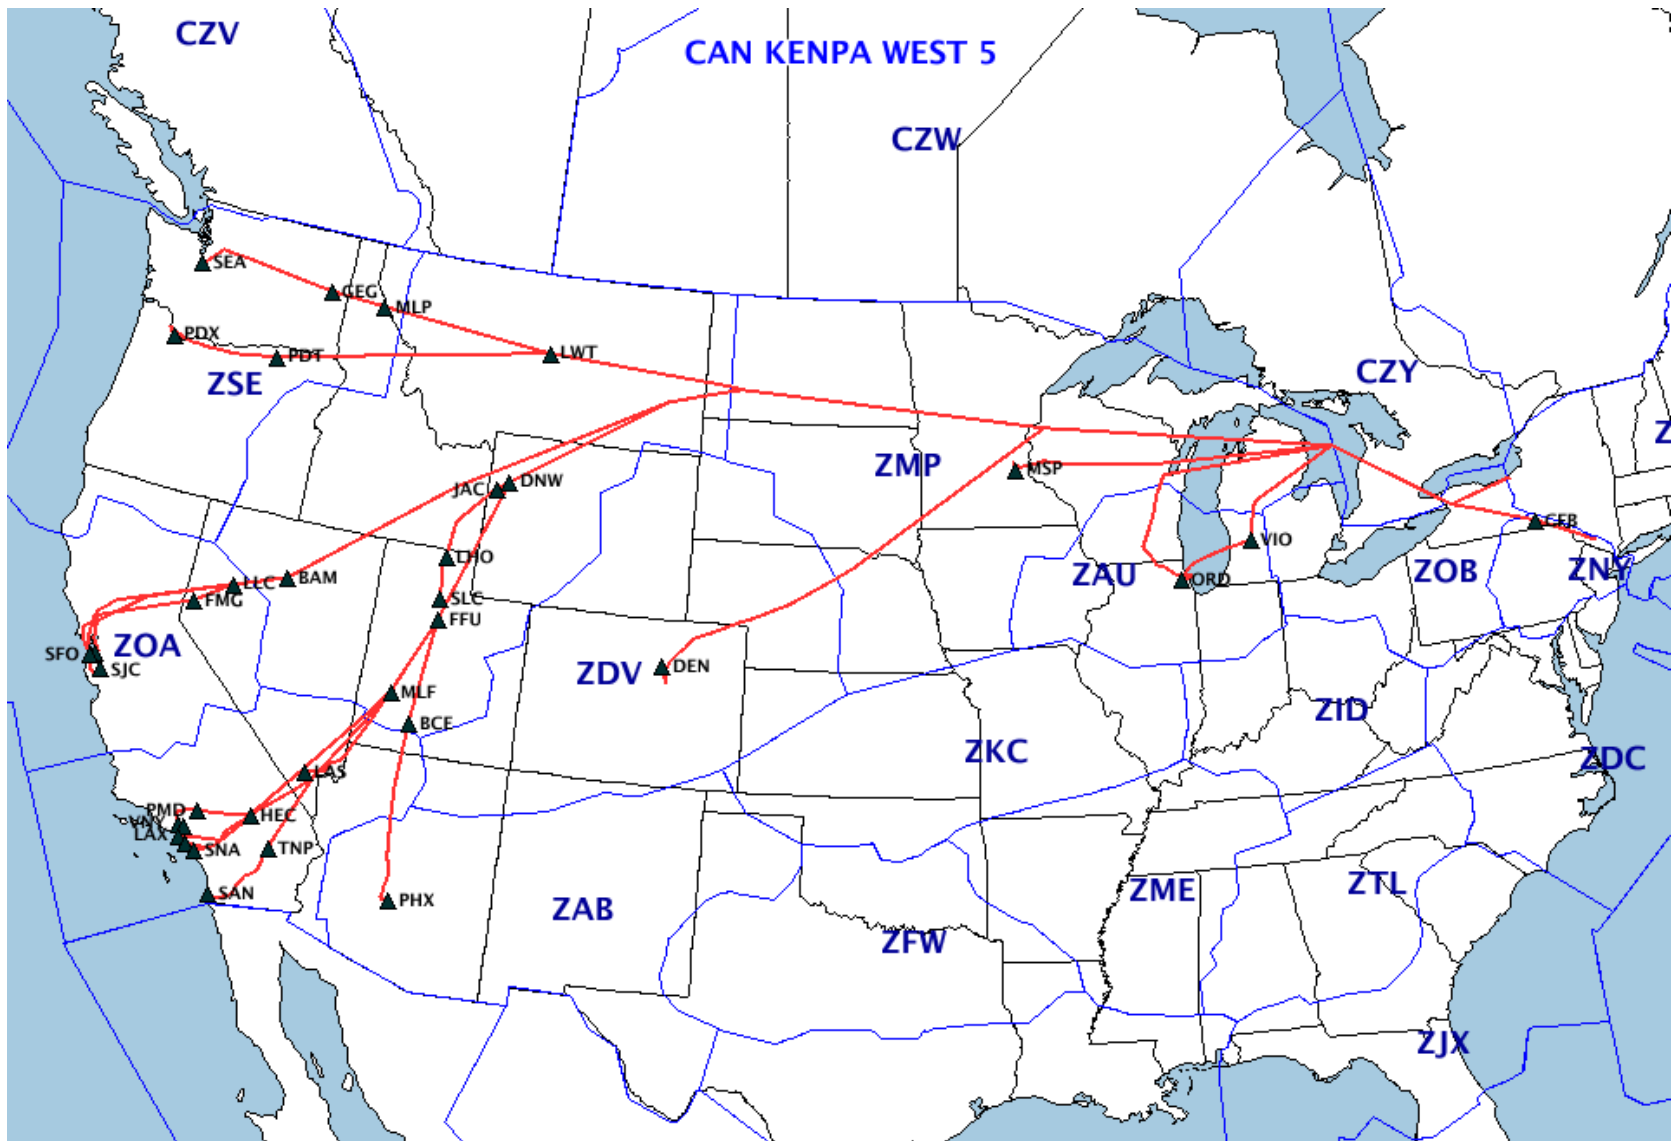 CZV
CAN KENPA WEST 5
CZW
SEA
GEG
MLP
PDX
PDT
LWT
ZSE
CZY
Z
ZMP
MSP
JAC
DNW
VIO
ORD
ZAU
ZOB
ZNY
LHO
BAM
LLC
FMG
SLC
FFU
SFO
ZOA
SJC
ZDV
DEN
MLF
BCE
ZID
ZKC
ZDC
LAS
PMD
HEC
LAX
SNA
TNP
SAN
PHX
ZAB
ZME
ZTL
ZFW
ZJX